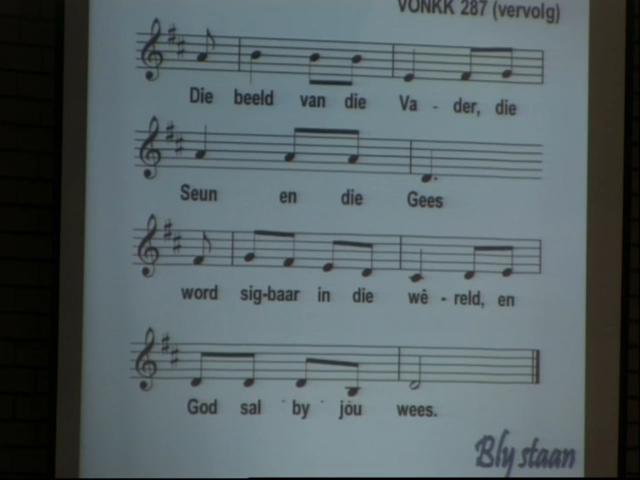 VONKK 287 (vervolg)
Die beeld van die Va - der, die
Seun en die Gees
word sig-baar in die wê - reld, en
God sal by jou wees.
Bly staan